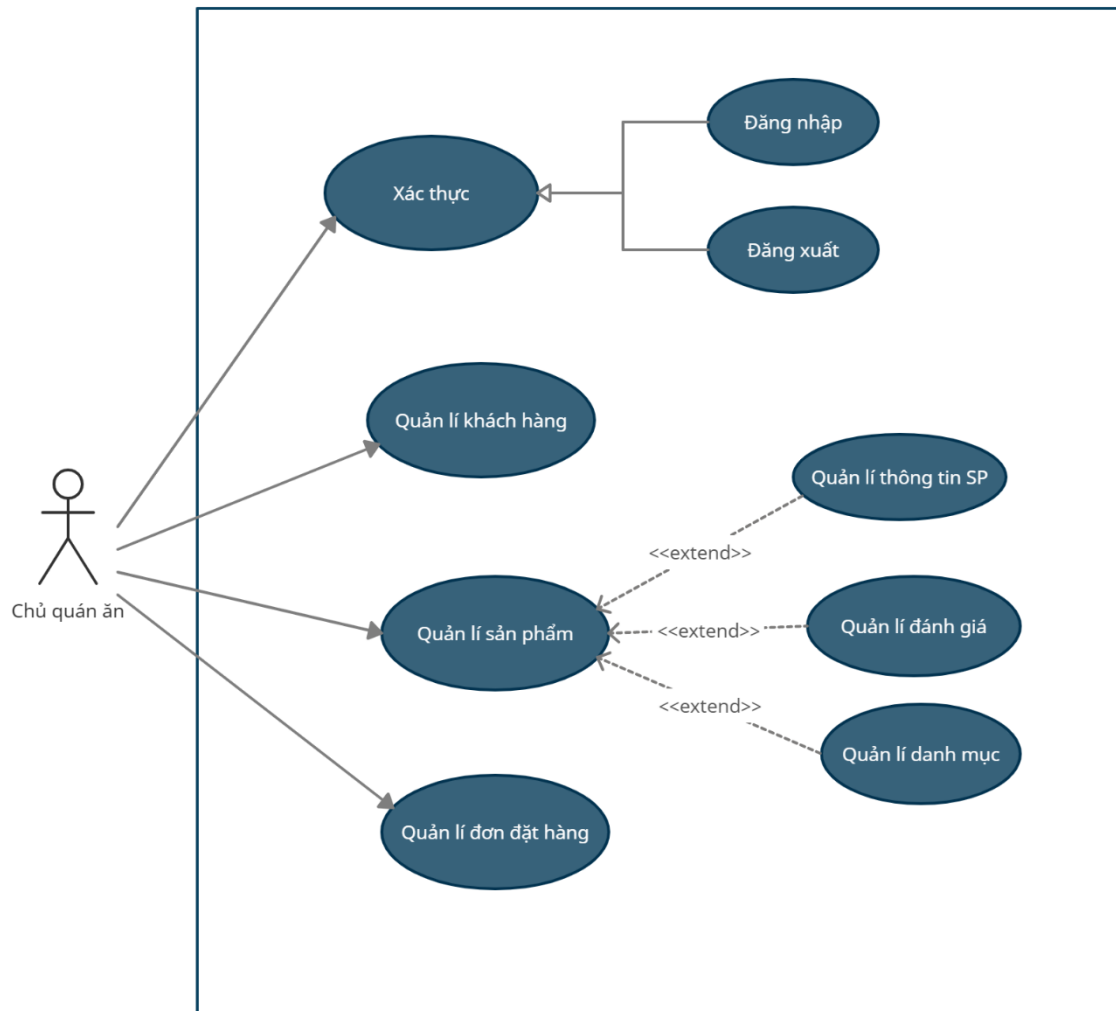 Đăng nhập
Xác thực
Đăng xuất
Quản lí khách hàng
Quản lí thông tin SP
<<extend>>
Chủ quán ăn
Quản lí sản phẩm
<<extend>>
Quản lí đánh giá
<<extend>>
Quản lí danh mục
Quản lí đơn đặt hàng